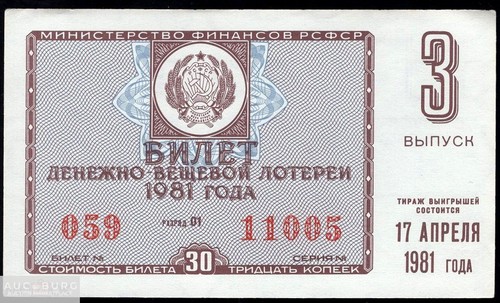 МИНИСТЕРСТВО ФИНАНСОВ РСФСР
БИЛЕТ
ДЕНЕЖНО-ВЕЩЕВОЙ ЛОТЕРЕИ
1981 ГОДА
059 РАЗРЯД 01 11005
БИЛЕТ № СЕРИЯ №
СТОИМОСТЬ БИЛЕТА 30 ТРИДЦАТЬ КОПЕЕК
3
ВЫПУСК
ТИРАЖ ВЫИГРЫШЕЙ
СОСТОИТСЯ
17 АПРЕЛЯ
1981 ГОДА
AUCBURG